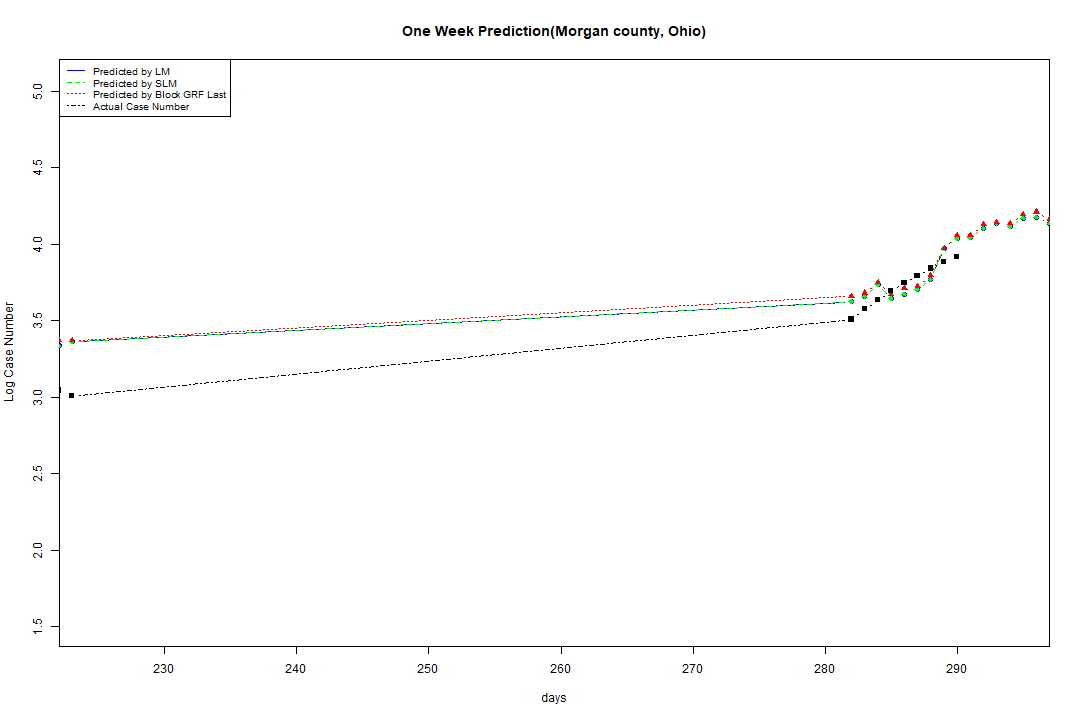 One Week Prediction(Morgan county, Ohio)
Predicted by LM
Predicted by SLM
Predicted by Block GRF Last
Actual Case Number
5.0
4.5
4.0
3.5
3.0
2.5
2.0
1.5
Log Case Number
230 240 250 260 270 280 290
days